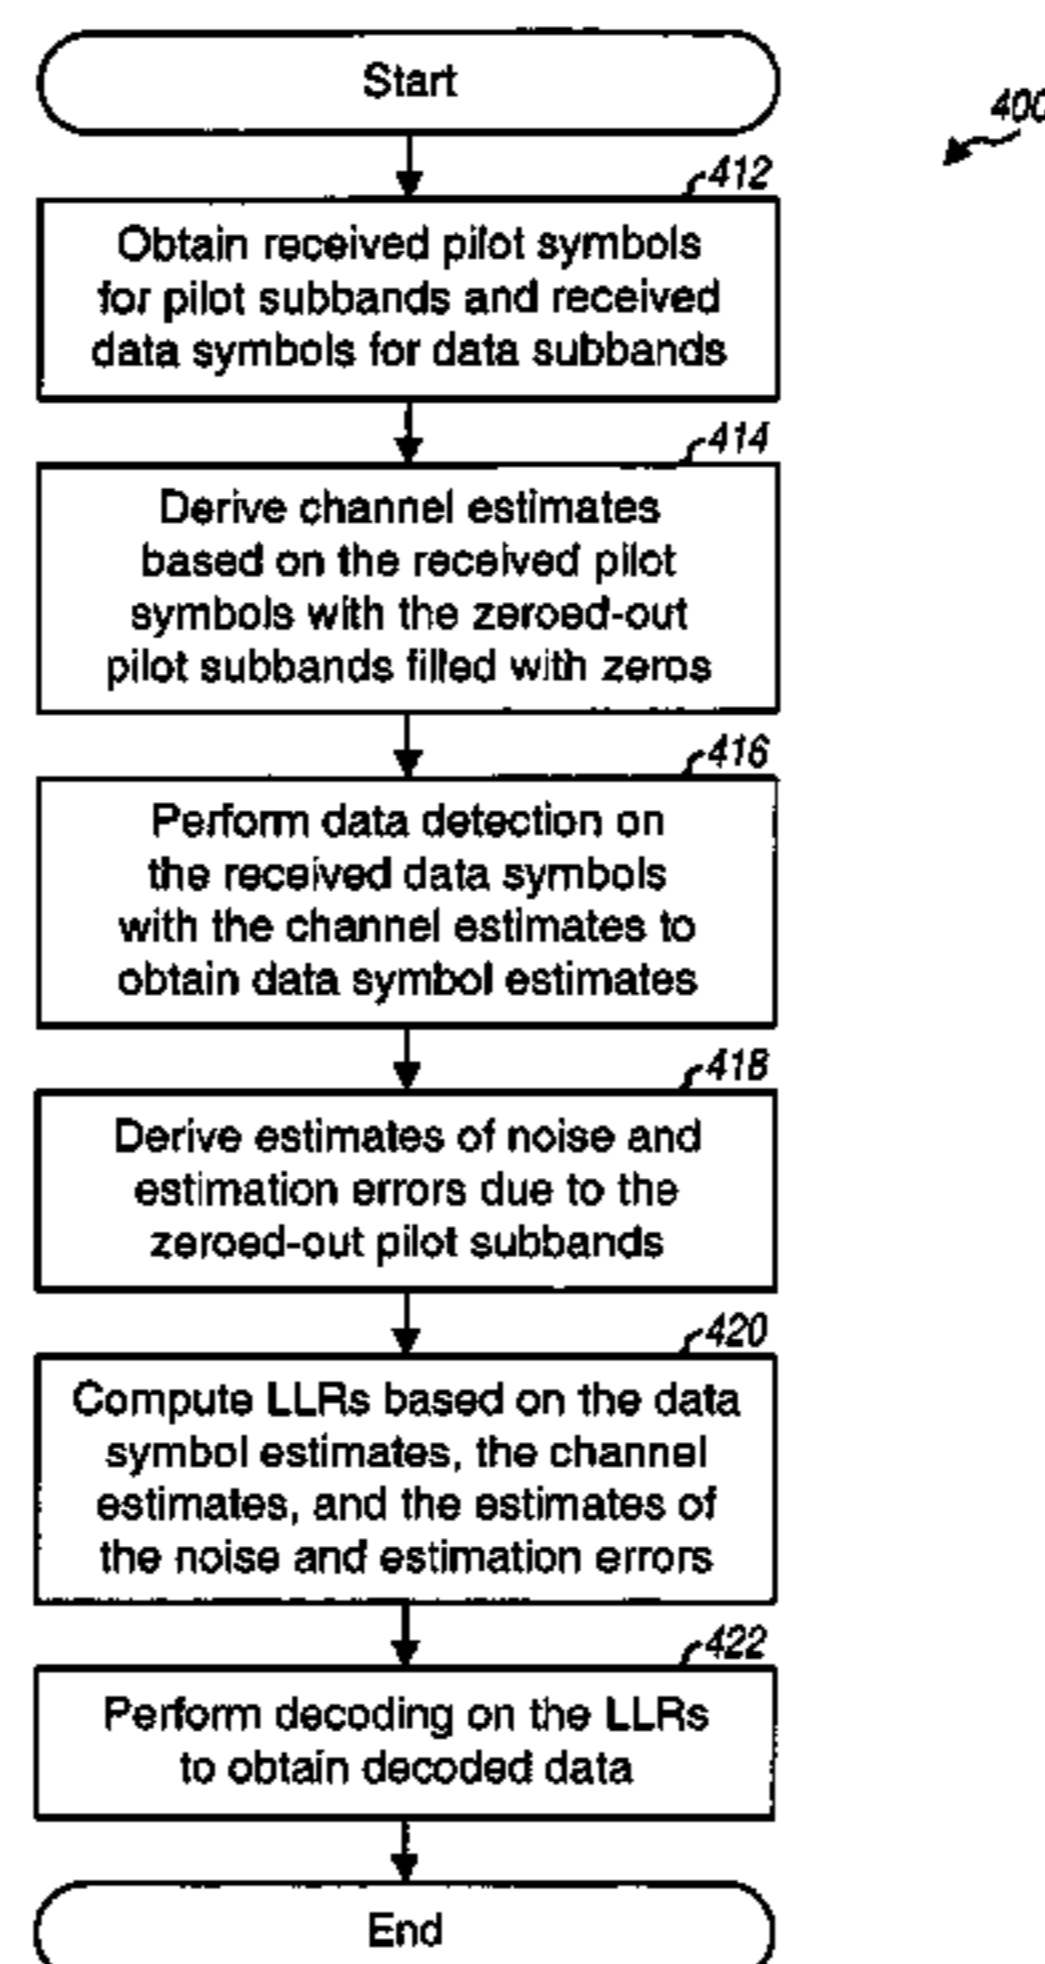 Start
400
412
Obtain received pilot symbols
for pilot subbands and received
data symbols for data subbands
414
Derive channel estimates
based on the received pilot
symbols with the zeroed-out
pilot subbands filled with zeros
416
Perform data detection on
the received data symbols
with the channel estimates to
obtain data symbol estimates
418
Derive estimates of noise and
estimation errors due to the
zeroed-out pilot subbands
420
Compute LLRs based on the data
symbol estimates, the channel
estimates, and the estimates of
the noise and estimation errors
422
Perform decoding on the LLRs
to obtain decoded data
End